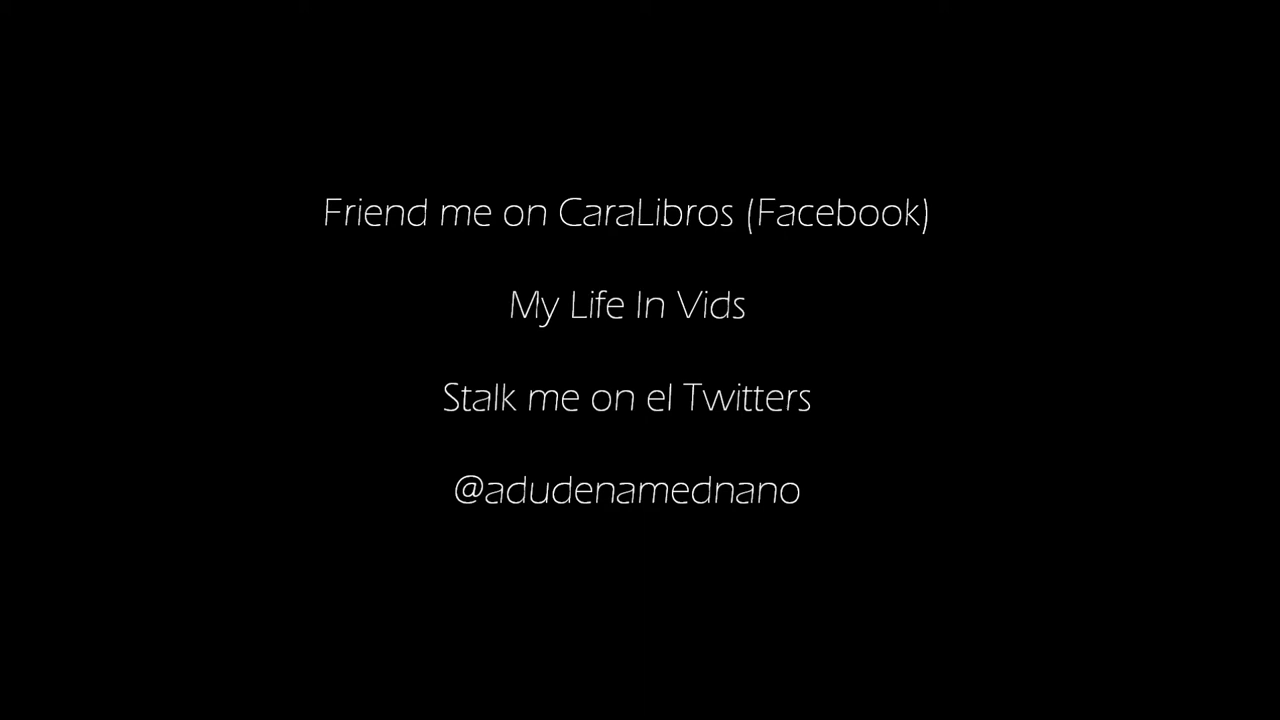 Friend me on CaraLibros (Facebook)
My Life In Vids
Stalk me on el Twitters
@adudenamednano